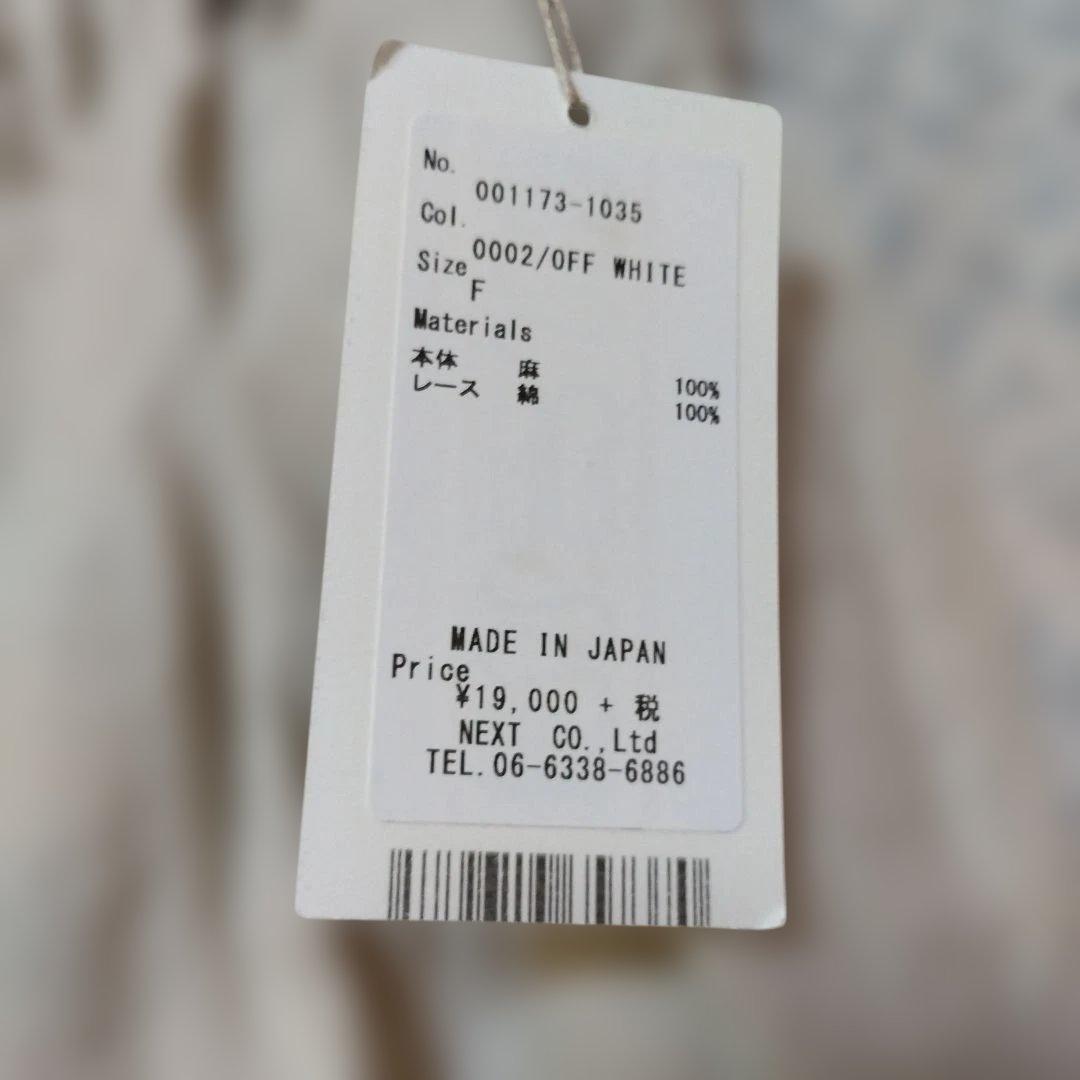 No.
001173-1035
Col.
0002/OFF WHITE
Size
F
Materials
本体 麻 100%
レース 綿 100%
MADE IN JAPAN
Price
¥19,000 + 税
NEXT CO.,Ltd
TEL.06-6338-6886